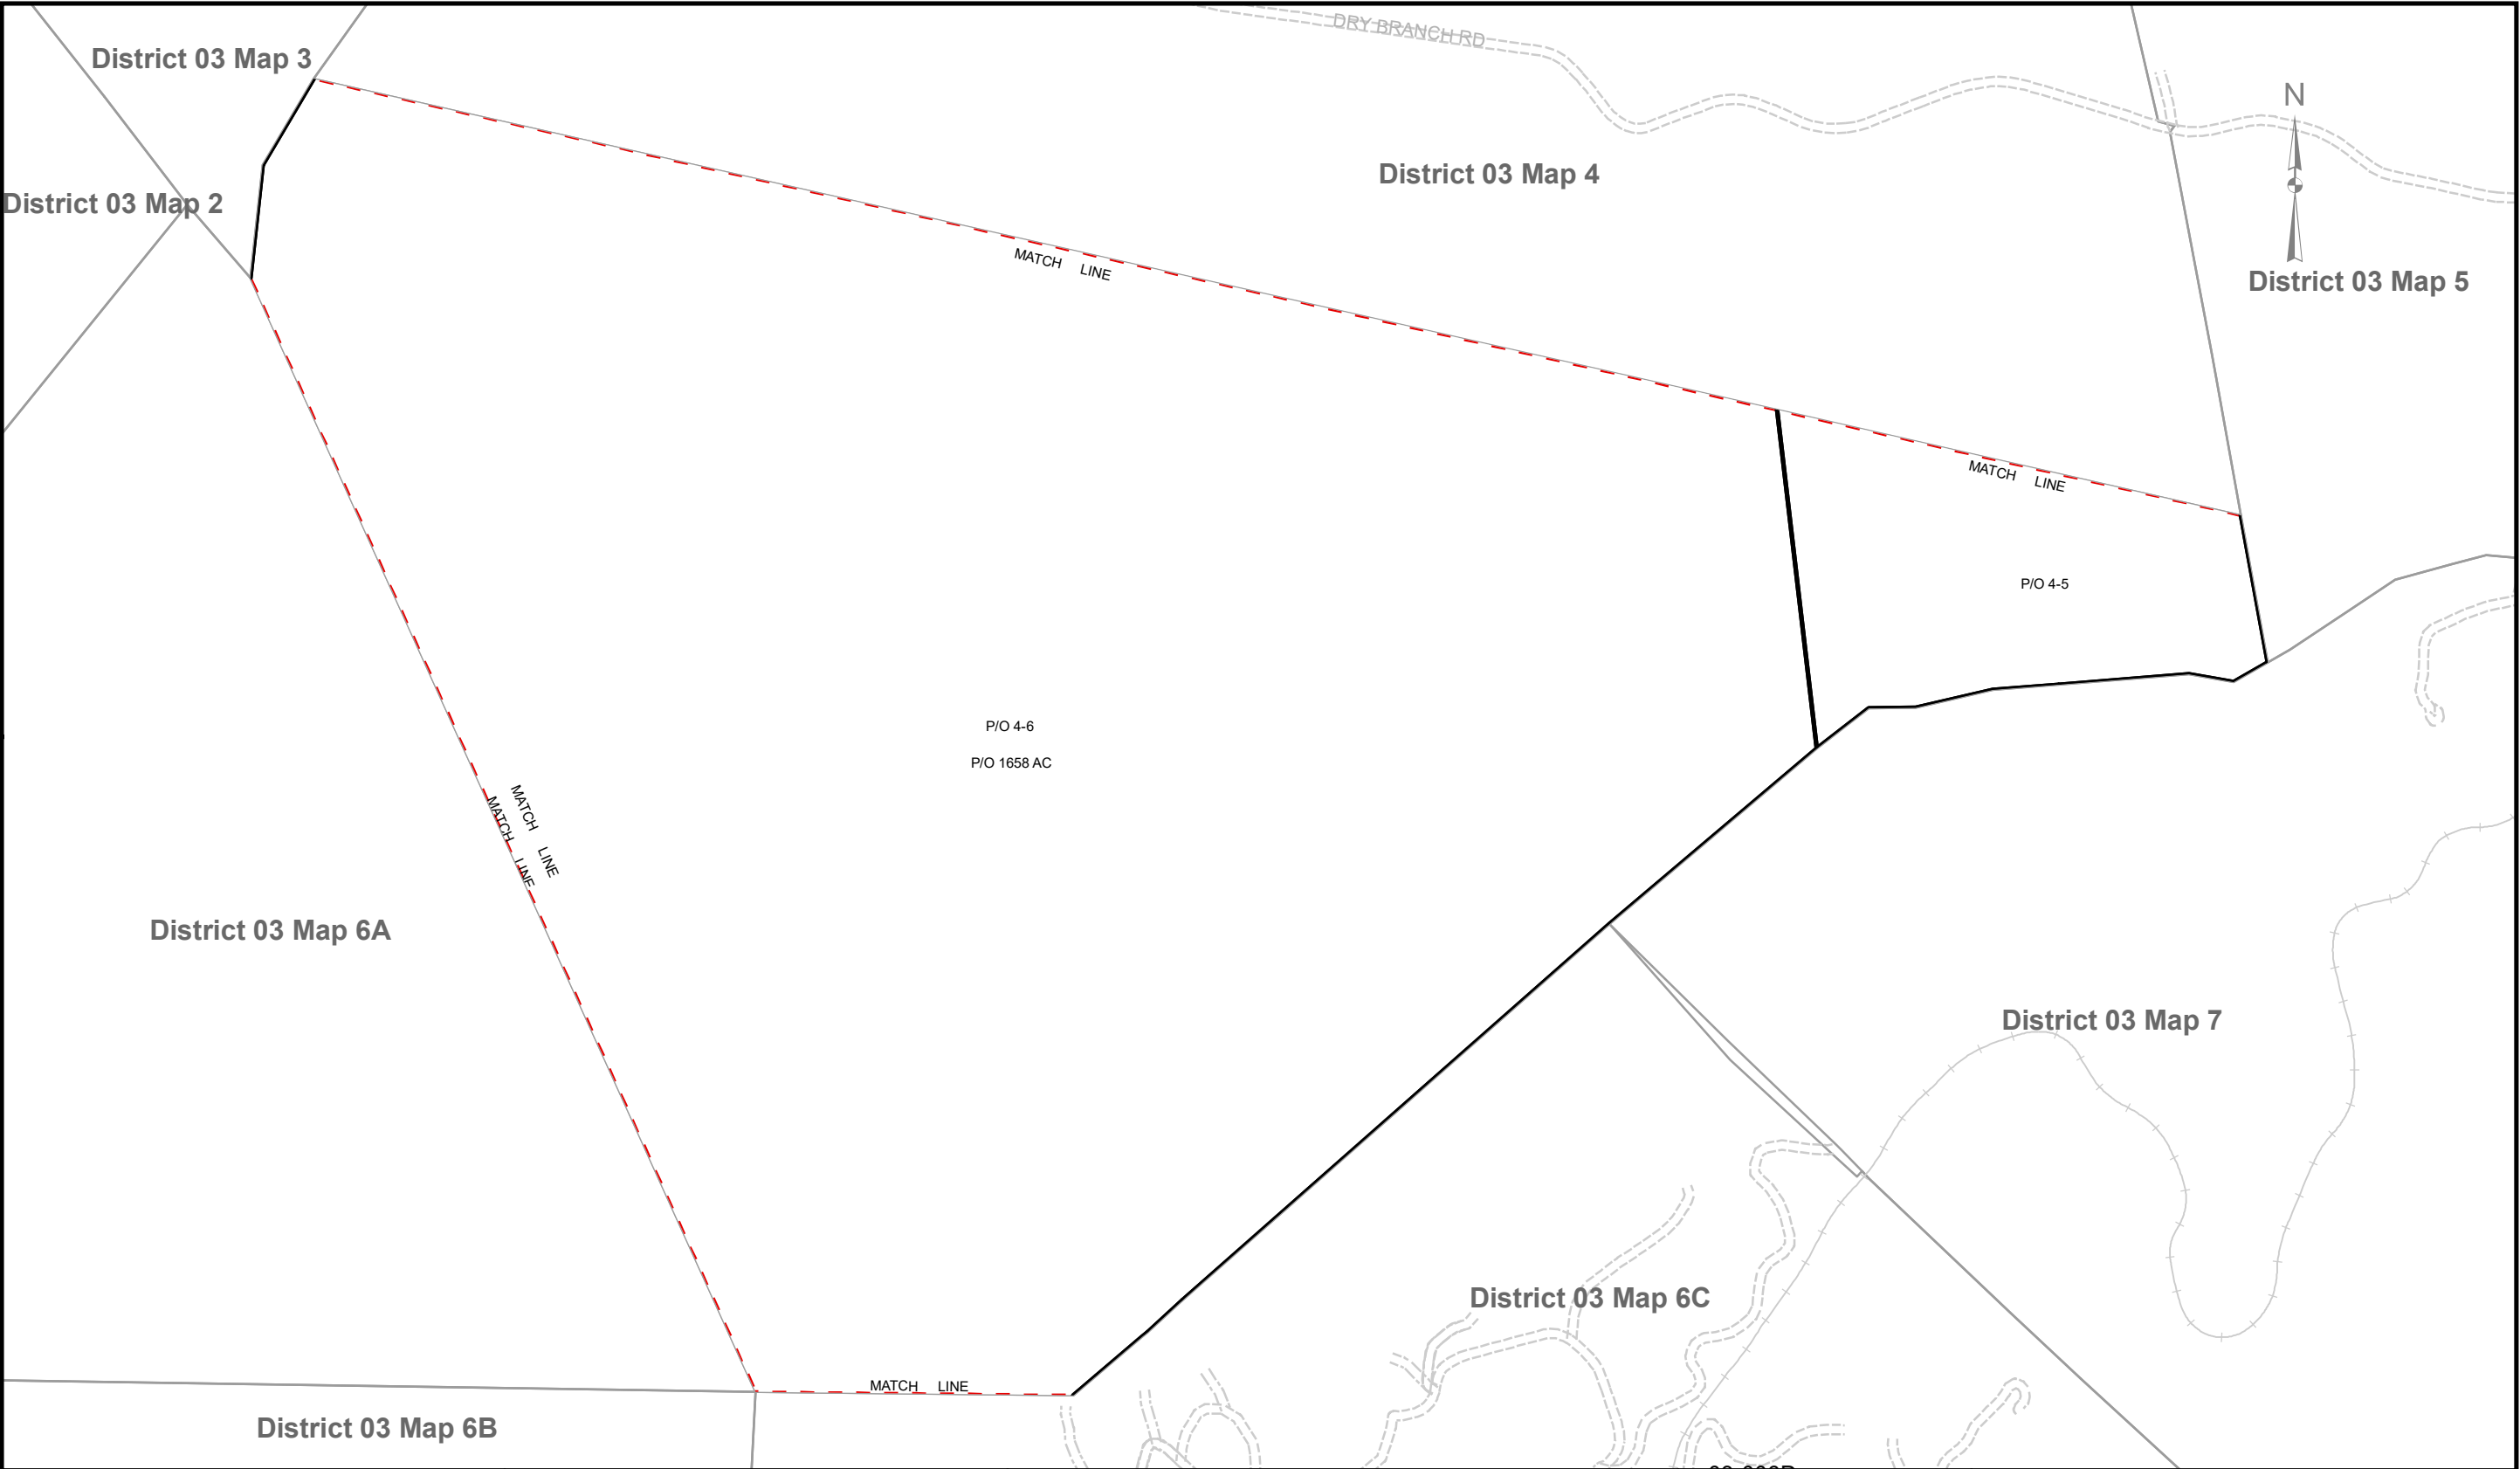 DRY BRANCH RD
District 03 Map 3
N
District 03 Map 4
District 03 Map 2
MATCH LINE
District 03 Map 5
MATCH LINE
P/O 4-5
P/O 4-6
P/O 1658 AC
MATCH LINE
MATCH LINE
District 03 Map 6A
District 03 Map 7
District 03 Map 6C
MATCH LINE
District 03 Map 6B